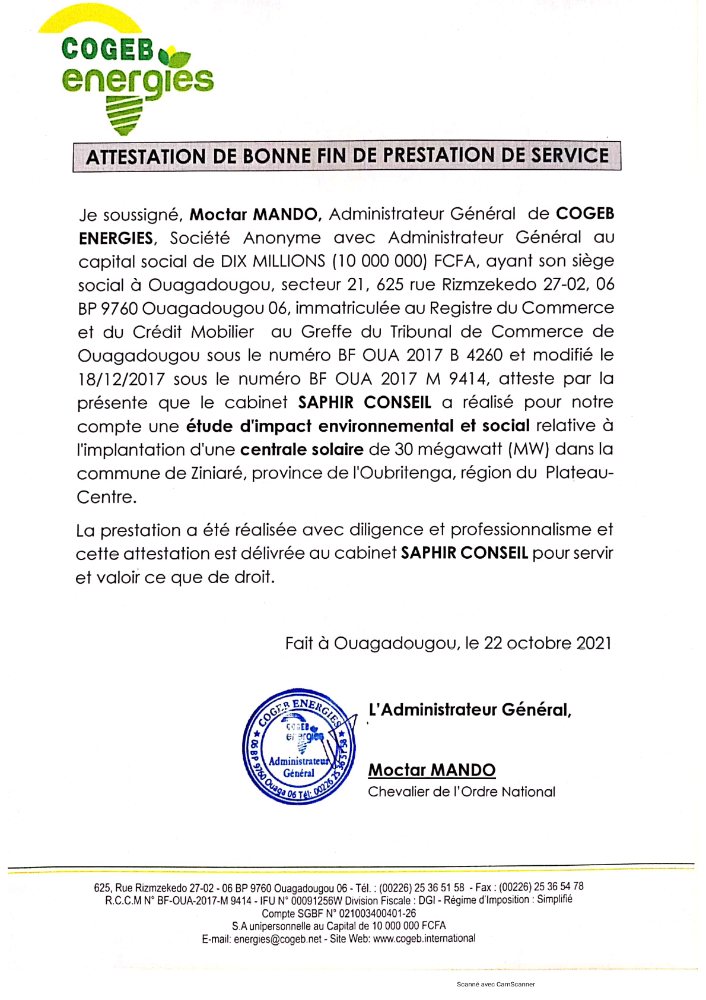 COGEB
energies
ATTESTATION DE BONNE FIN DE PRESTATION DE SERVICE
Je soussigné, Moctar MANDO, Administrateur Général de COGEB
ENERGIES, Société Anonyme avec Administrateur Général au
capital social de DIX MILLIONS (10 000 000) FCFA, ayant son siège
social à Ouagadougou, secteur 21, 625 rue Rizmzekedo 27-02, 06
BP 9760 Ouagadougou 06, immatriculée au Registre du Commerce
et du Crédit Mobilier au Greffe du Tribunal de Commerce de
Ouagadougou sous le numéro BF OUA 2017 B 4260 et modifié le
18/12/2017 sous le numéro BF OUA 2017 M 9414, atteste par la
présente que le cabinet SAPHIR CONSEIL a réalisé pour notre
compte une étude d'impact environnemental et social relative à
l'implantation d'une centrale solaire de 30 mégawatt (MW) dans la
commune de Ziniaré, province de l'Oubritenga, région du Plateau-
Centre.
La prestation a été réalisée avec diligence et professionnalisme et
cette attestation est délivrée au cabinet SAPHIR CONSEIL pour servir
et valoir ce que de droit.
Fait à Ouagadougou, le 22 octobre 2021
COGEB ENERGIES
COGEB
energies
Administrateur
Général
06 BP 9760 Ouaga 06 Tél: 00226 25 36 51 58
L'Administrateur Général,
Moctar MANDO
Chevalier de l'Ordre National
625, Rue Rizmzekedo 27-02 - 06 BP 9760 Ouagadougou 06 - Tél. : (00226) 25 36 51 58 - Fax : (00226) 25 36 54 78
R.C.C.M N° BF-OUA-2017-M 9414 - IFU N° 00091256W Division Fiscale : DGI - Régime d'Imposition : Simplifié
Compte SGBF N° 021003400401-26
S.A unipersonnelle au Capital de 10 000 000 FCFA
E-mail: energies@cogeb.net - Site Web: www.cogeb.international
Scanné avec CamScanner